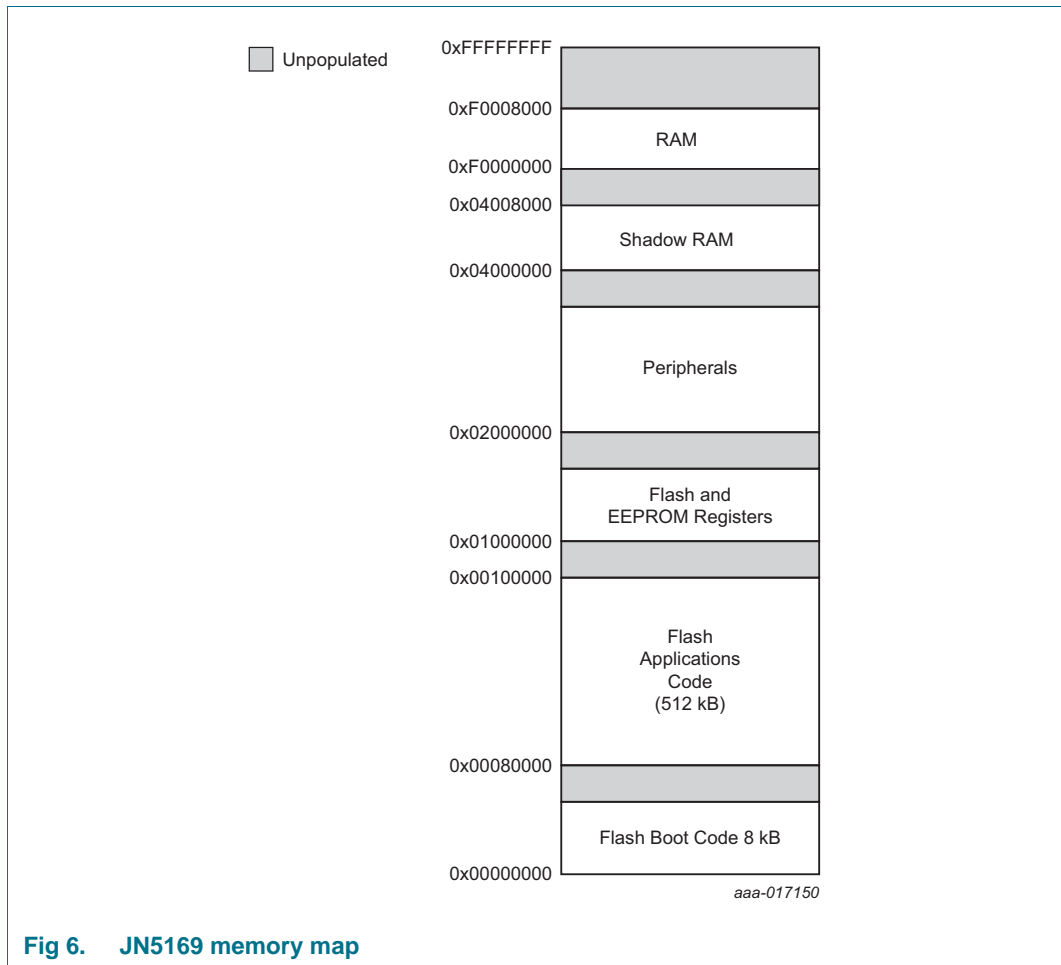 0xFFFFFFFF
Unpopulated
0xF0008000
RAM
0xF0000000
0x04008000
Shadow RAM
0x04000000
Peripherals
0x02000000
Flash and
EEPROM Registers
0x01000000
0x00100000
Flash
Applications
Code
(512 kB)
0x00080000
Flash Boot Code 8 kB
0x00000000
aaa-017150
Fig 6. JN5169 memory map